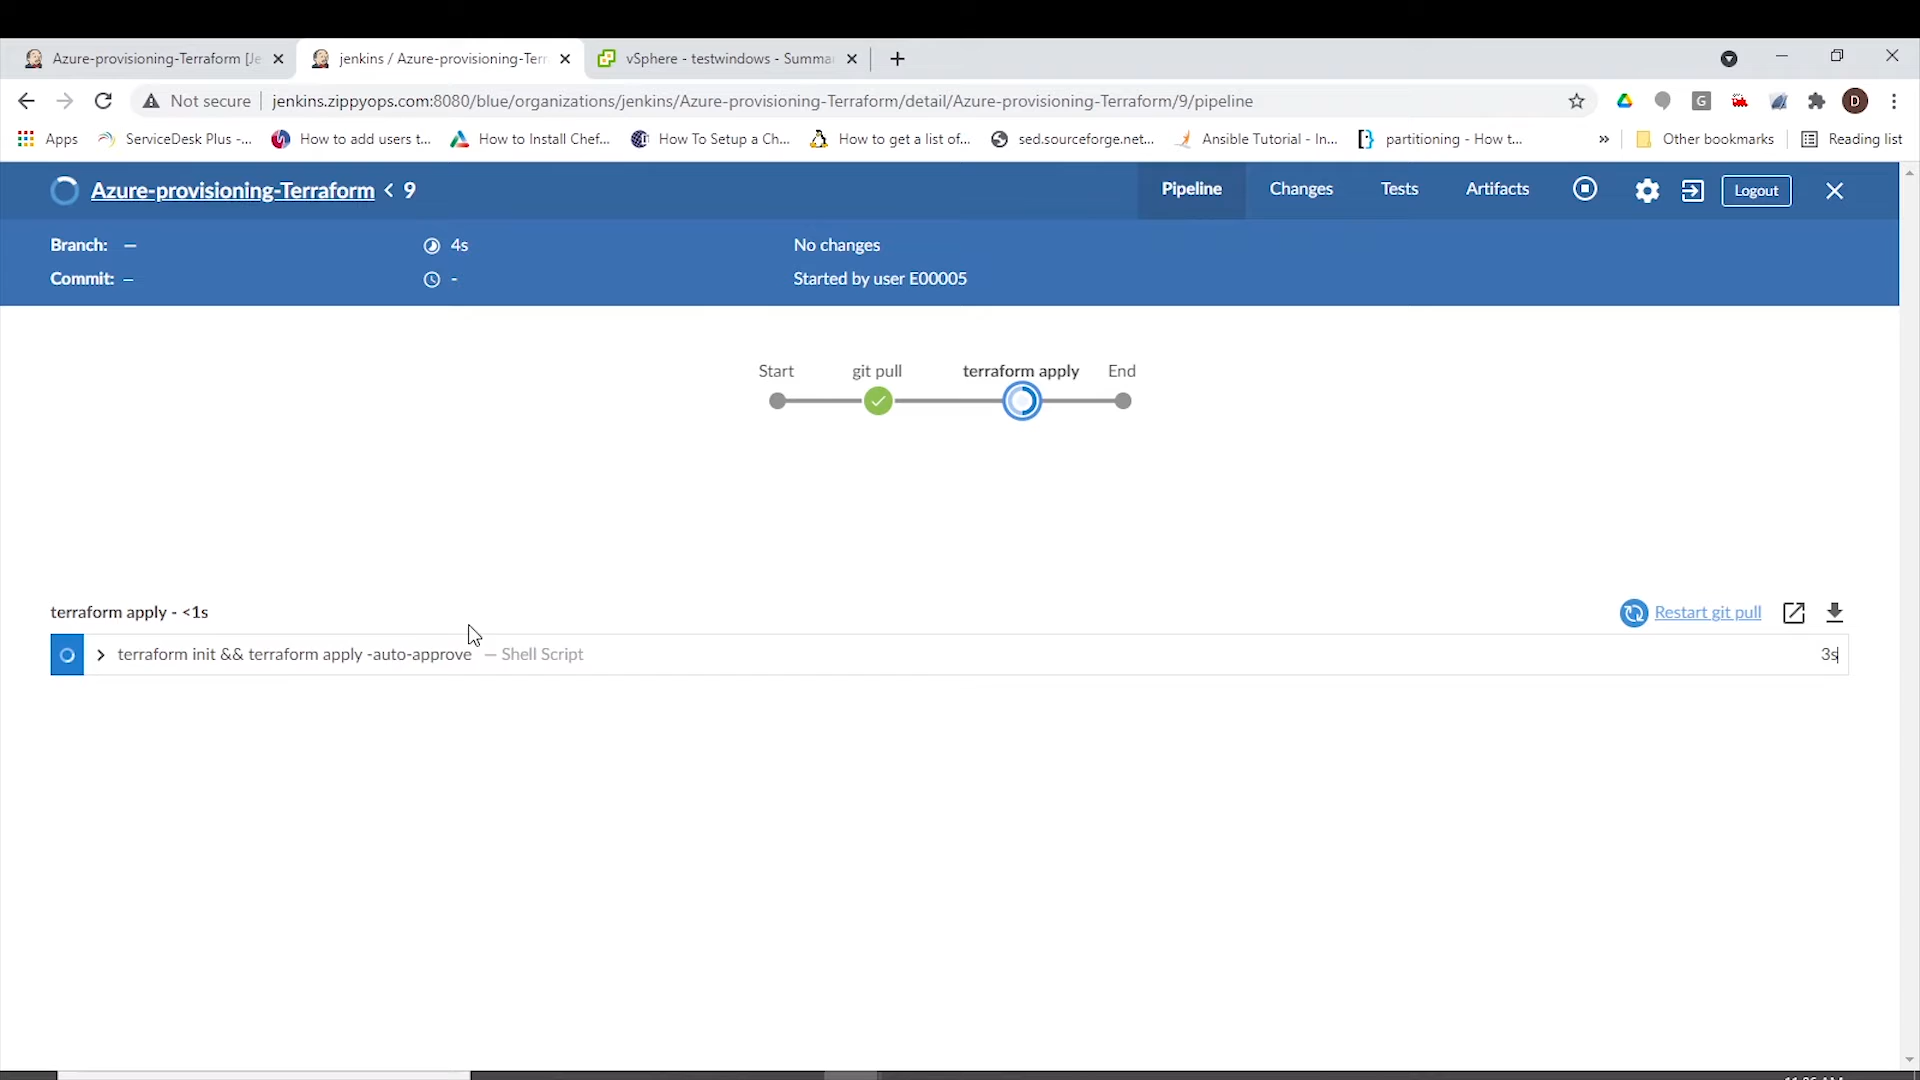 Azure-provisioning-Terraform [Je
jenkins / Azure-provisioning-Terr
vSphere - testwindows - Summa
Not secure
jenkins.zippyops.com:8080/blue/organizations/jenkins/Azure-provisioning-Terraform/detail/Azure-provisioning-Terraform/9/pipeline
G
D
Apps
ServiceDesk Plus -...
How to add users t...
How to Install Chef...
How To Setup a Ch...
How to get a list of...
sed.sourceforge.net...
Ansible Tutorial - In...
partitioning - How t...
»
Other bookmarks
Reading list
Azure-provisioning-Terraform < 9
Pipeline
Changes
Tests
Artifacts
Logout
Branch: —
4s
No changes
Commit: —
-
Started by user E00005
Start
git pull
terraform apply
End
terraform apply - <1s
Restart git pull
terraform init && terraform apply -auto-approve — Shell Script
3s